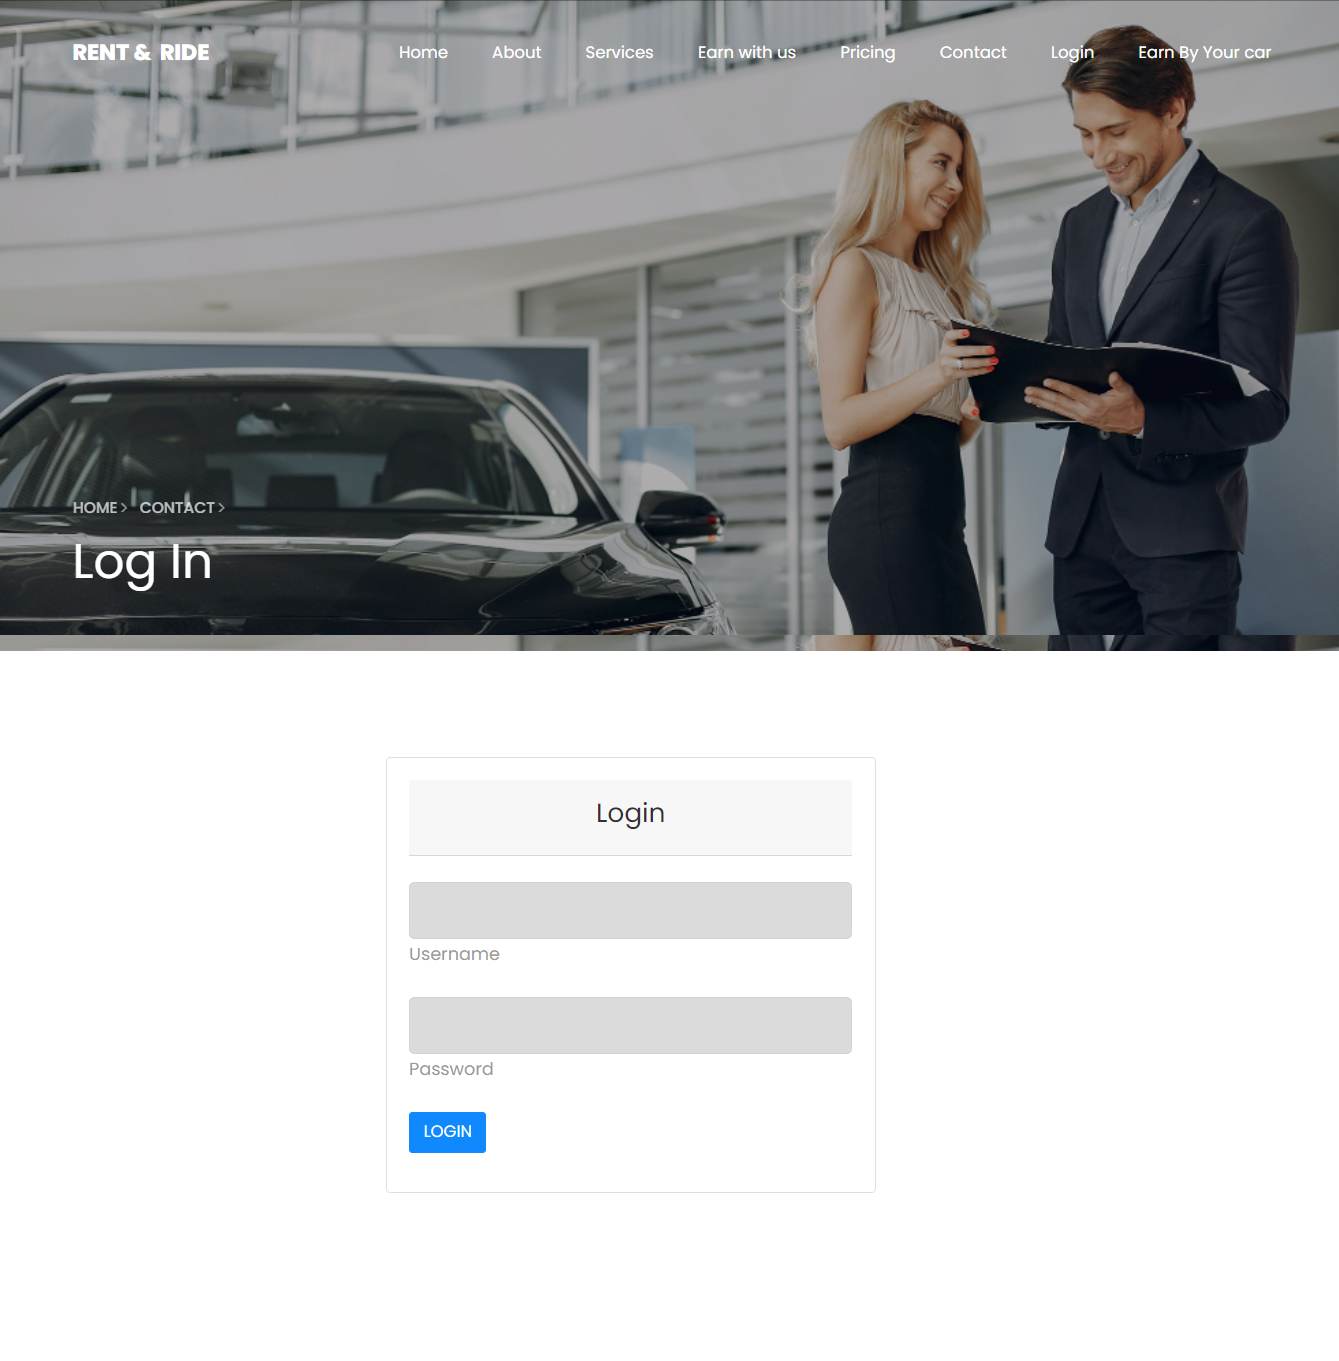 RENT & RIDE
Home About Services Earn with us Pricing Contact Login Earn By Your car
HOME > CONTACT >
Log In
Login
Username
Password
LOGIN